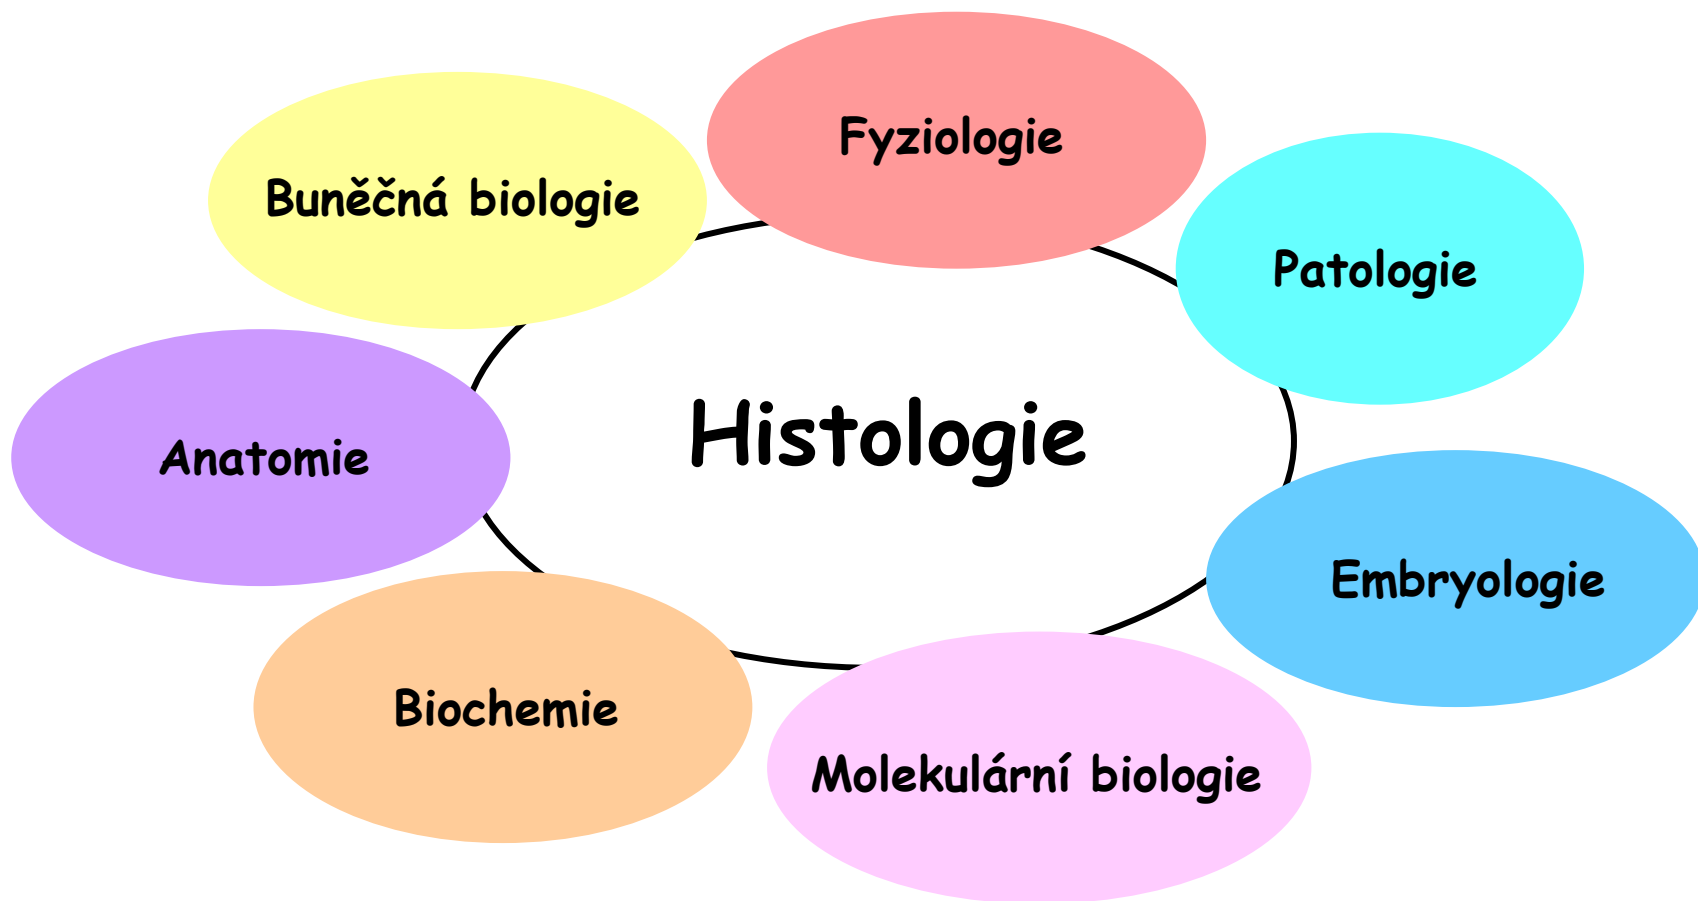 Fyziologie
Buněčná biologie
Patologie
Histologie
Anatomie
Embryologie
Biochemie
Molekulární biologie